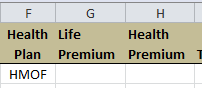 F G H
Health Life Health
Plan Premium Premium T
HMOF